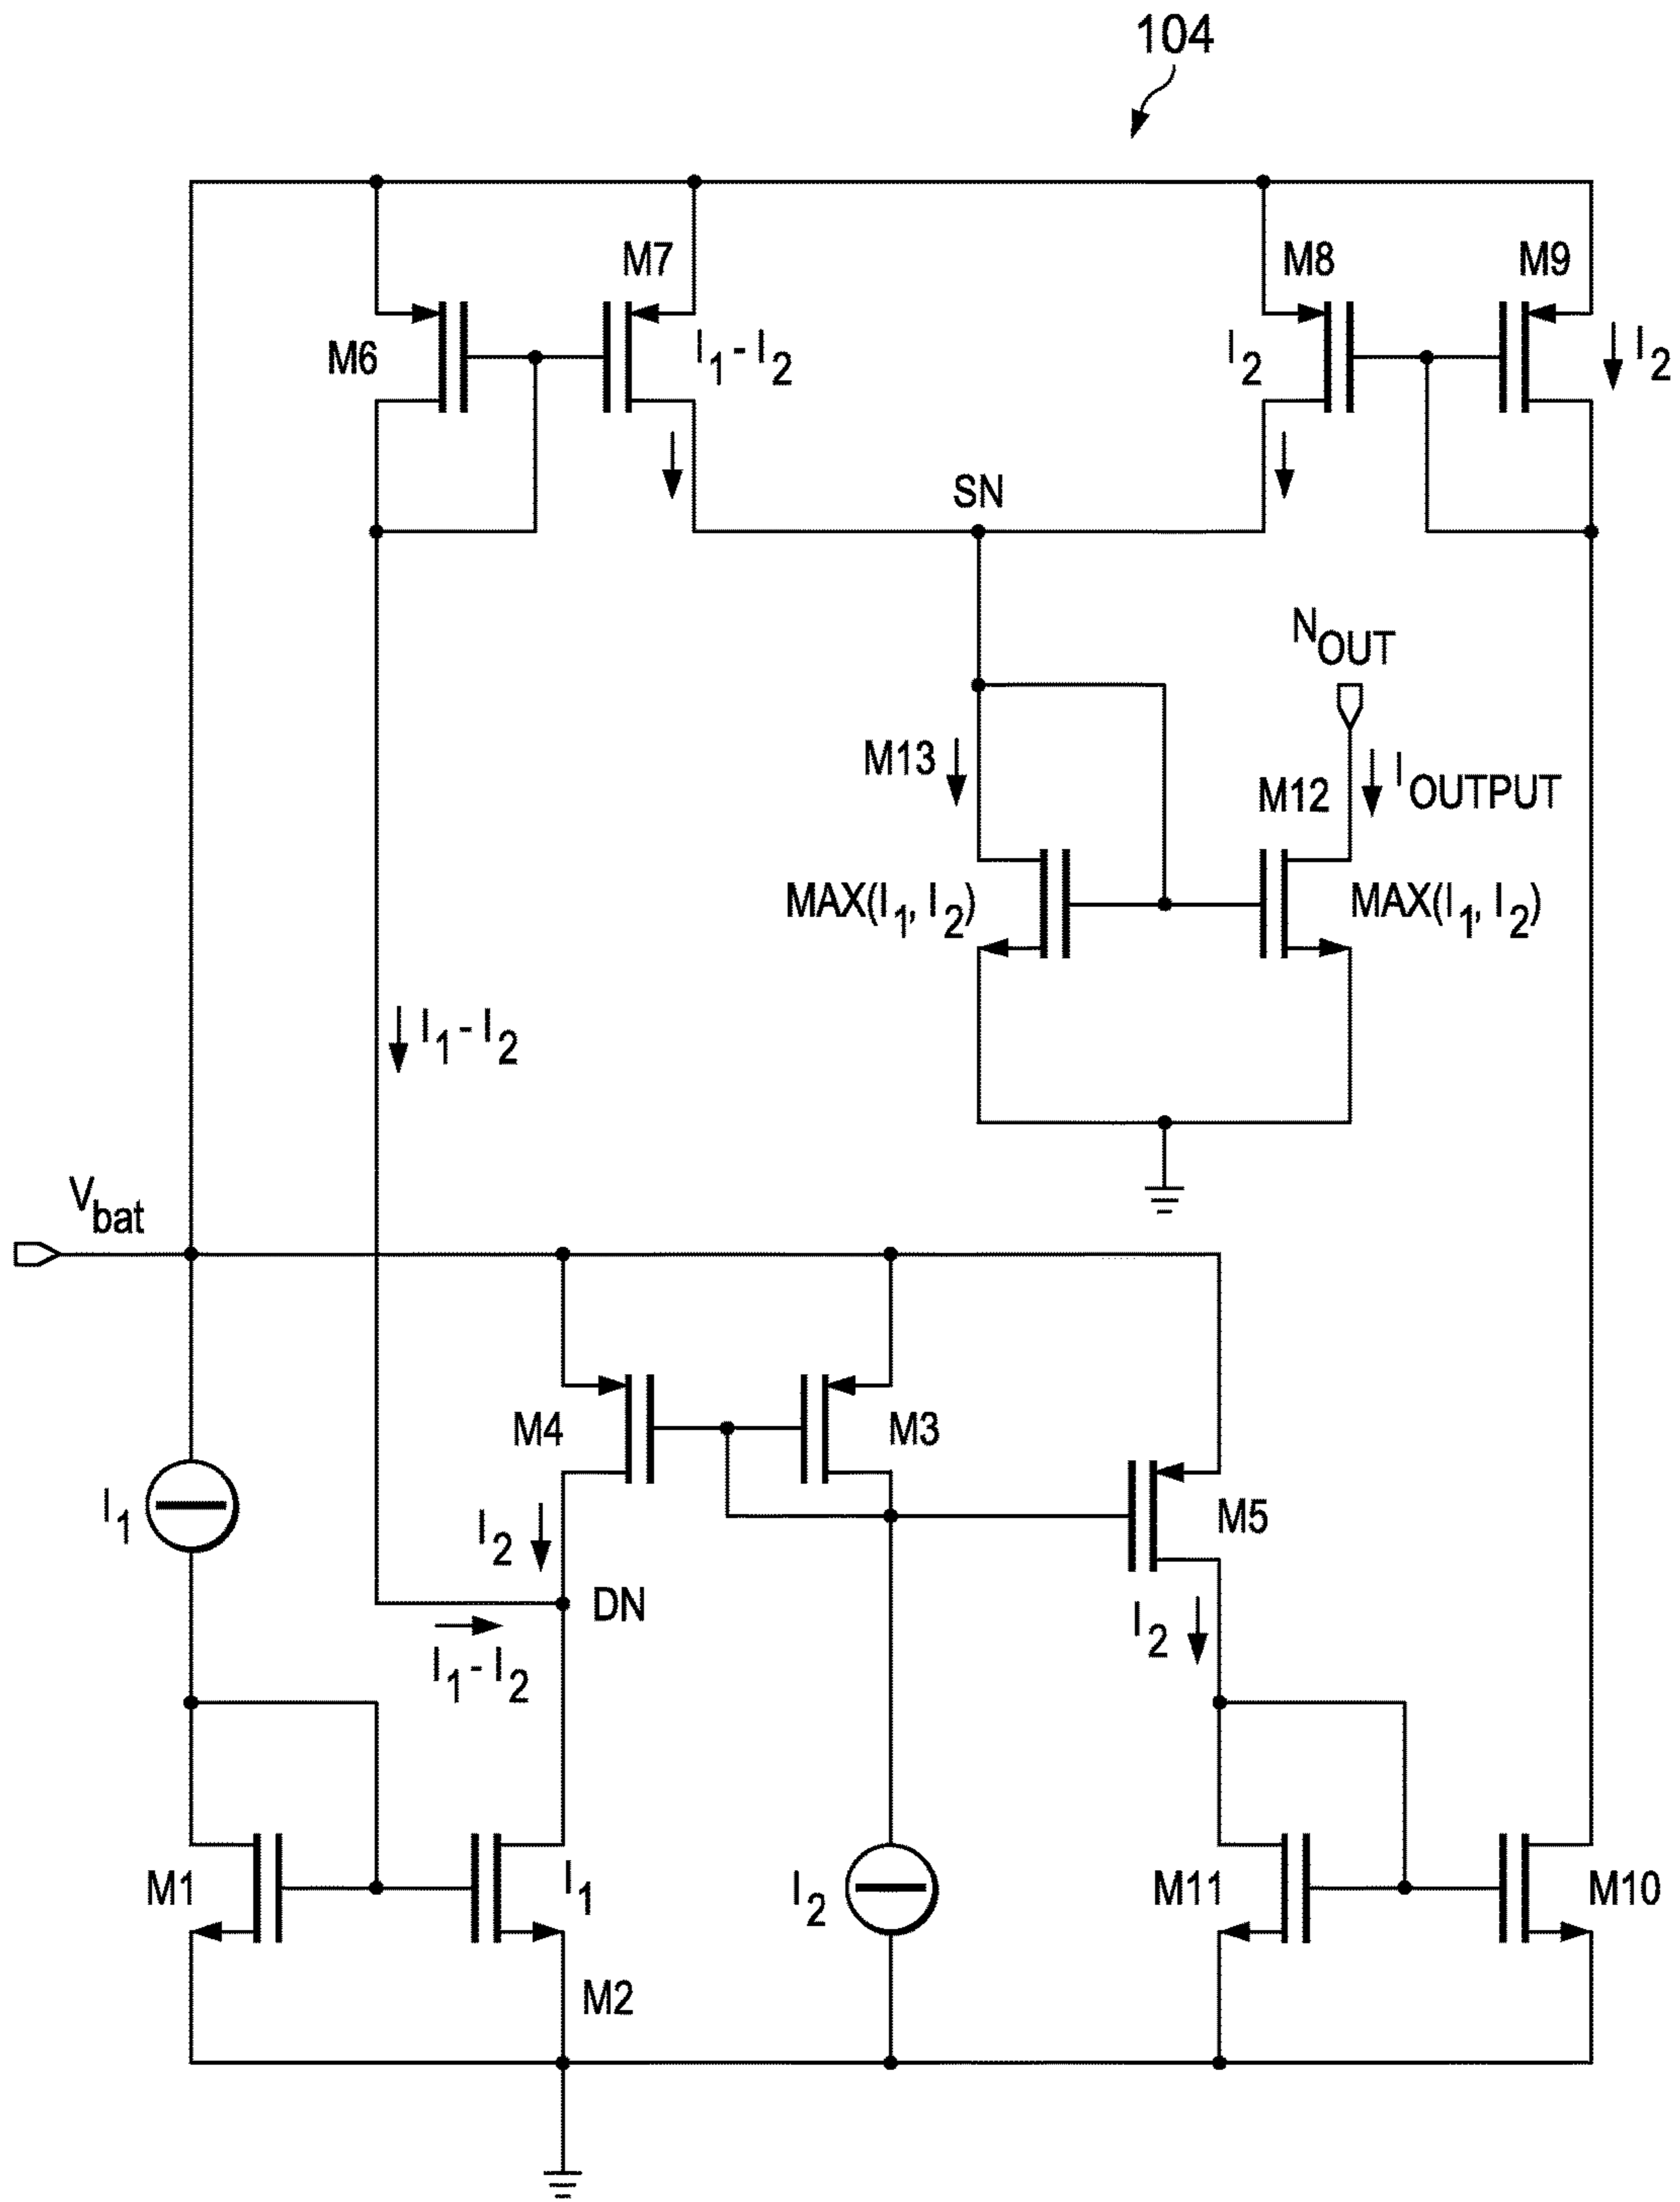 104
M7
M8
M9
M6
I1 - I2
I2
I2
SN
NOUT
M13
IOUTPUT
M12
MAX(I1, I2)
MAX(I1, I2)
I1 - I2
Vbat
M4
M3
I1
I2
M5
DN
I2
I1 - I2
M1
I1
I2
M11
M10
M2